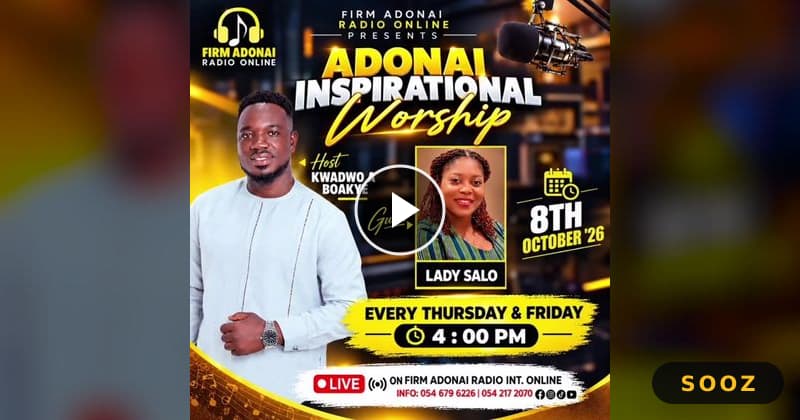 FIRM ADONAI
RADIO ONLINE
FIRM ADONAI
RADIO ONLINE
PRESENTS
ADONAI
INSPIRATIONAL
Worship
Host
KWADWO A
BOAKYE
LADY SALO
8TH
OCTOBER '26
EVERY THURSDAY & FRIDAY
4 : 00 PM
LIVE
ON FIRM ADONAI RADIO INT. ONLINE
INFO: 054 679 6226 | 054 217 2070
SOOZ